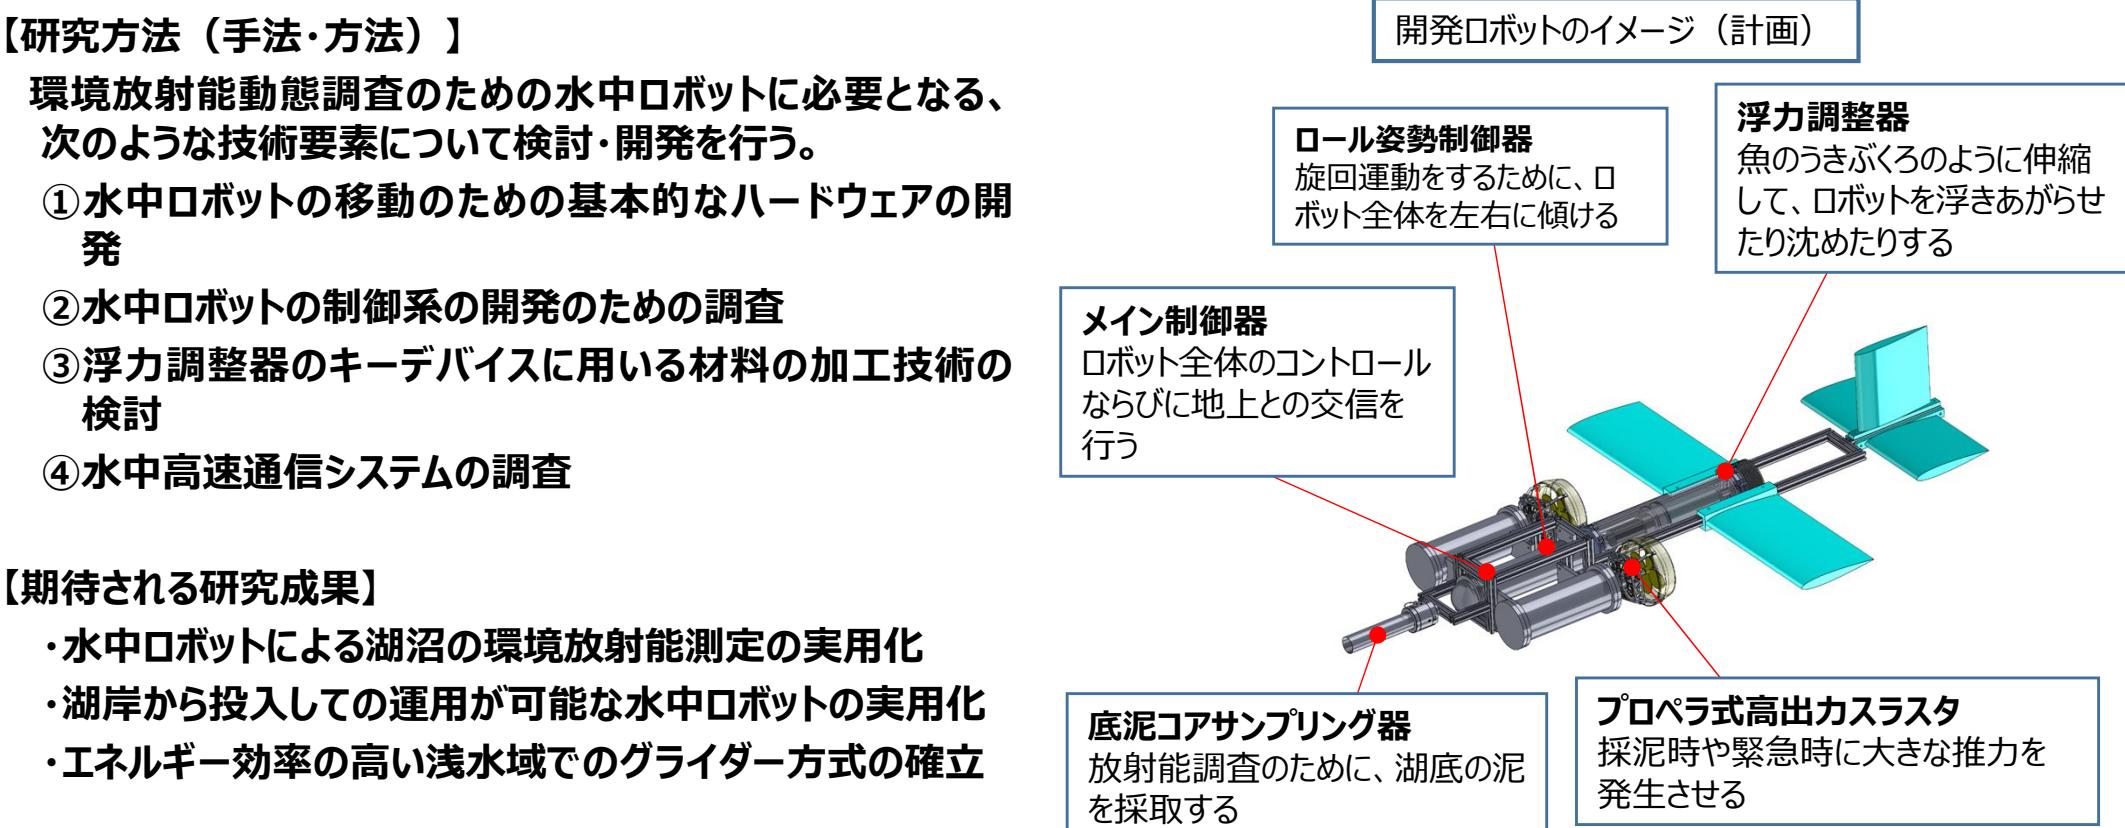 【研究方法（手法・方法）】
環境放射能動態調査のための水中ロボットに必要となる、
次のような技術要素について検討・開発を行う。
①水中ロボットの移動のための基本的なハードウェアの開
発
②水中ロボットの制御系の開発のための調査
③浮力調整器のキーデバイスに用いる材料の加工技術の
検討
④水中高速通信システムの調査
【期待される研究成果】
・水中ロボットによる湖沼の環境放射能測定の実用化
・湖岸から投入しての運用が可能な水中ロボットの実用化
・エネルギー効率の高い浅水域でのグライダー方式の確立
開発ロボットのイメージ（計画）
ロール姿勢制御器
旋回運動をするために、ロ
ボット全体を左右に傾ける
浮力調整器
魚のうきぶくろのように伸縮
して、ロボットを浮きあがらせ
たり沈めたりする
メイン制御器
ロボット全体のコントロール
ならびに地上との交信を
行う
底泥コアサンプリング器
放射能調査のために、湖底の泥
を採取する
プロペラ式高出力スラスタ
採泥時や緊急時に大きな推力を
発生させる